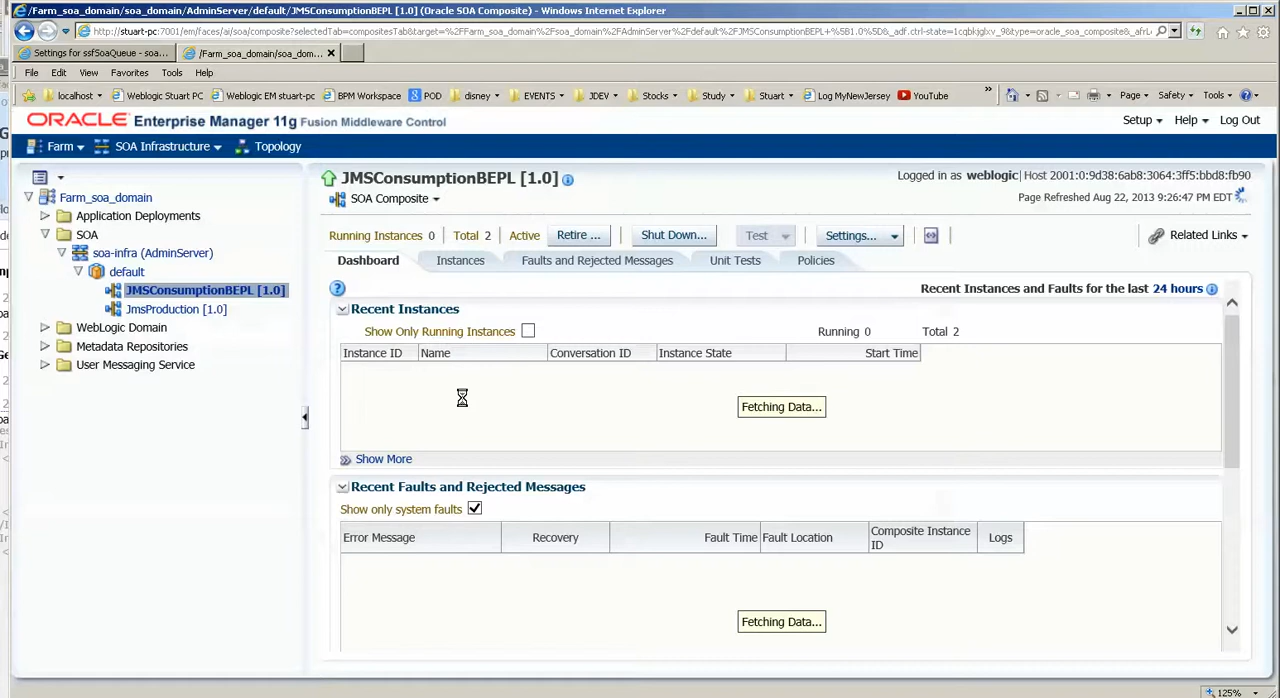 /Farm_soa_domain/soa_domain/AdminServer/default/JMSConsumptionBEPL [1.0] (Oracle SOA Composite) - Windows Internet Explorer
Settings for ssfSoaQueue - soa...
/Farm_soa_domain/soa_dom...
File Edit View Favorites Tools Help
localhost Weblogic Stuart PC Weblogic EM stuart-pc BPM Workspace POD disney EVENTS JDEV Stocks Study Stuart Log MyNewJersey YouTube » Page Safety Tools
ORACLE Enterprise Manager 11g Fusion Middleware Control
Setup Help Log Out
Farm SOA Infrastructure Topology
JMSConsumptionBEPL [1.0]
Logged in as weblogic | Host 2001:0:9d38:6ab8:3064:3ff5:bbd8:fb90
SOA Composite
Page Refreshed Aug 22, 2013 9:26:47 PM EDT
Farm_soa_domain
Application Deployments
SOA
soa-infra (AdminServer)
default
JMSConsumptionBEPL [1.0]
JmsProduction [1.0]
WebLogic Domain
Metadata Repositories
User Messaging Service
Running Instances 0 Total 2 Active Retire ... Shut Down... Test Settings... Related Links
Dashboard Instances Faults and Rejected Messages Unit Tests Policies
Recent Instances and Faults for the last 24 hours
Recent Instances
Show Only Running Instances Running 0 Total 2
Instance ID Name Conversation ID Instance State Start Time
Fetching Data...
Show More
Recent Faults and Rejected Messages
Show only system faults
Error Message Recovery Fault Time Fault Location Composite Instance ID Logs
Fetching Data...
125%